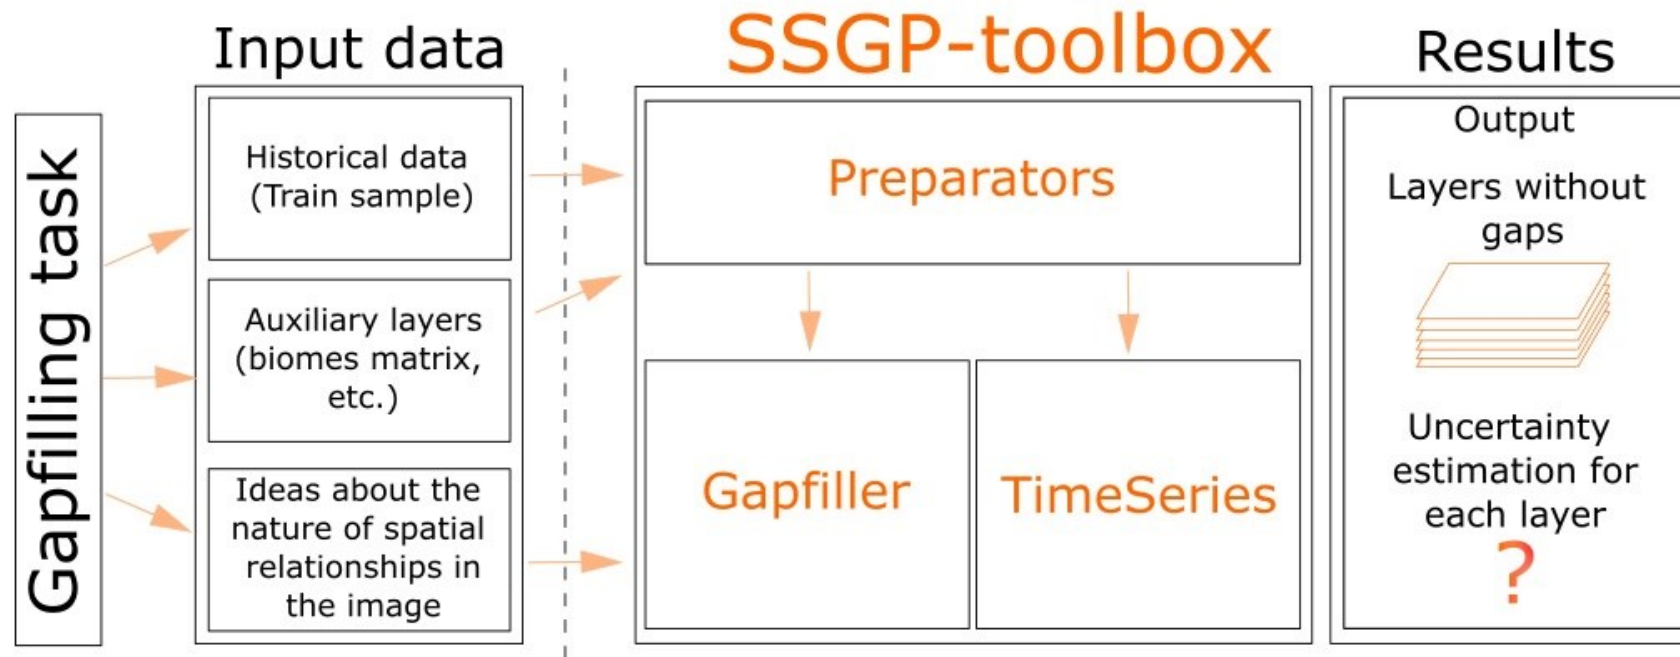 Gapfilling task
Input data
Historical data
(Train sample)
Auxiliary layers
(biomes matrix,
etc.)
Ideas about the
nature of spatial
relationships in
the image
SSGP-toolbox
Preparators
Gapfiller
TimeSeries
Results
Output
Layers without
gaps
Uncertainty
estimation for
each layer
?